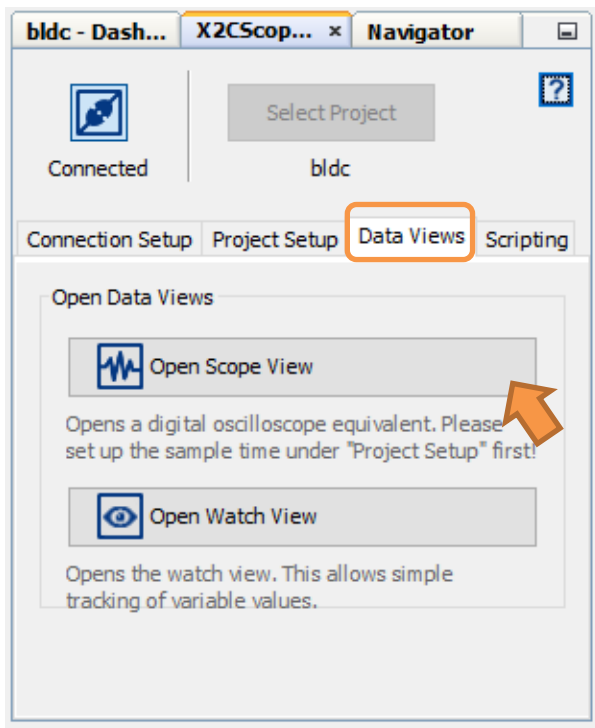 bldc - Dash... X2CScop... × Navigator
?
Select Project
Connected bldc
Connection Setup Project Setup Data Views Scripting
Open Data Views
Open Scope View
Opens a digital oscilloscope equivalent. Please
set up the sample time under "Project Setup" first!
Open Watch View
Opens the watch view. This allows simple
tracking of variable values.